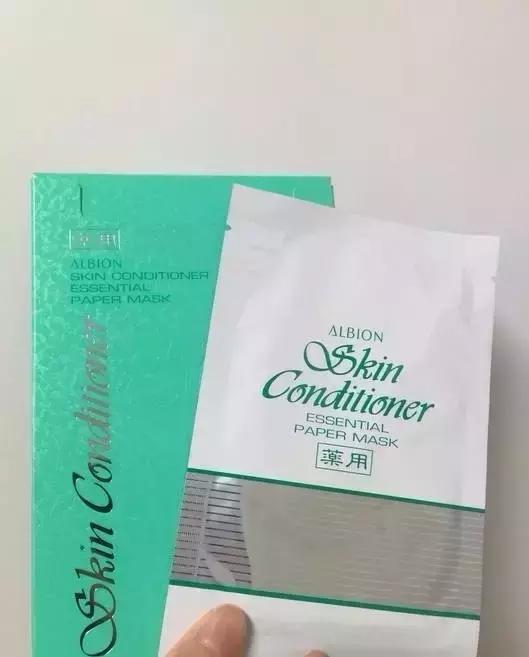 薬用
ALBION
SKIN CONDITIONER
ESSENTIAL
PAPER MASK
Skin Conditioner
ALBION
Skin
Conditioner
ESSENTIAL
PAPER MASK
薬用